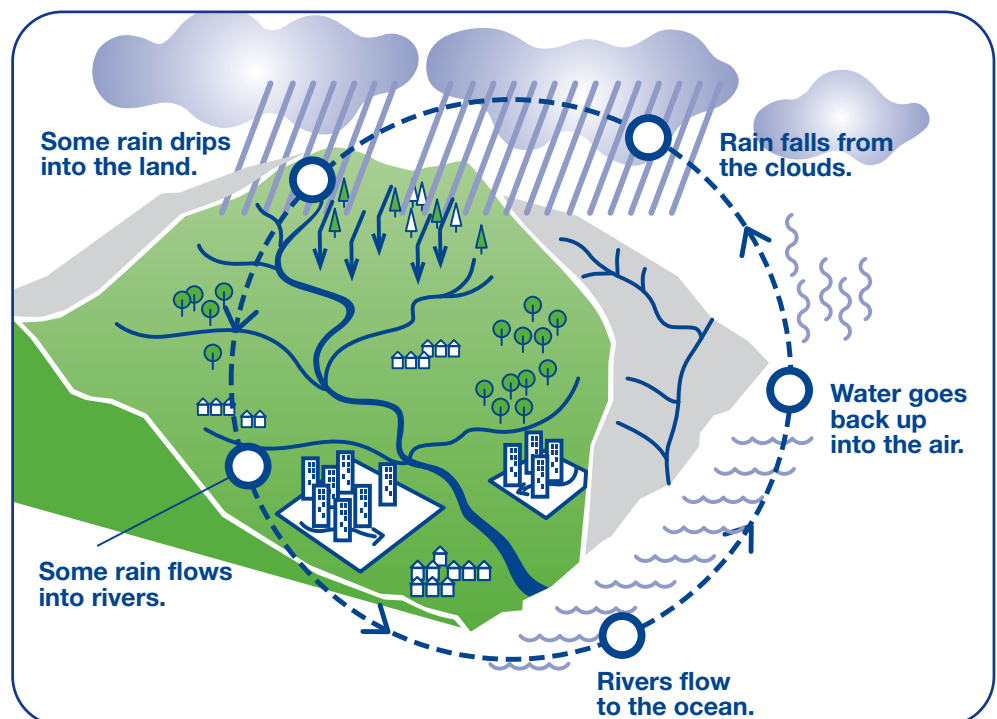 Some rain drips
into the land.
Rain falls from
the clouds.
Water goes
back up
into the air.
Some rain flows
into rivers.
Rivers flow
to the ocean.